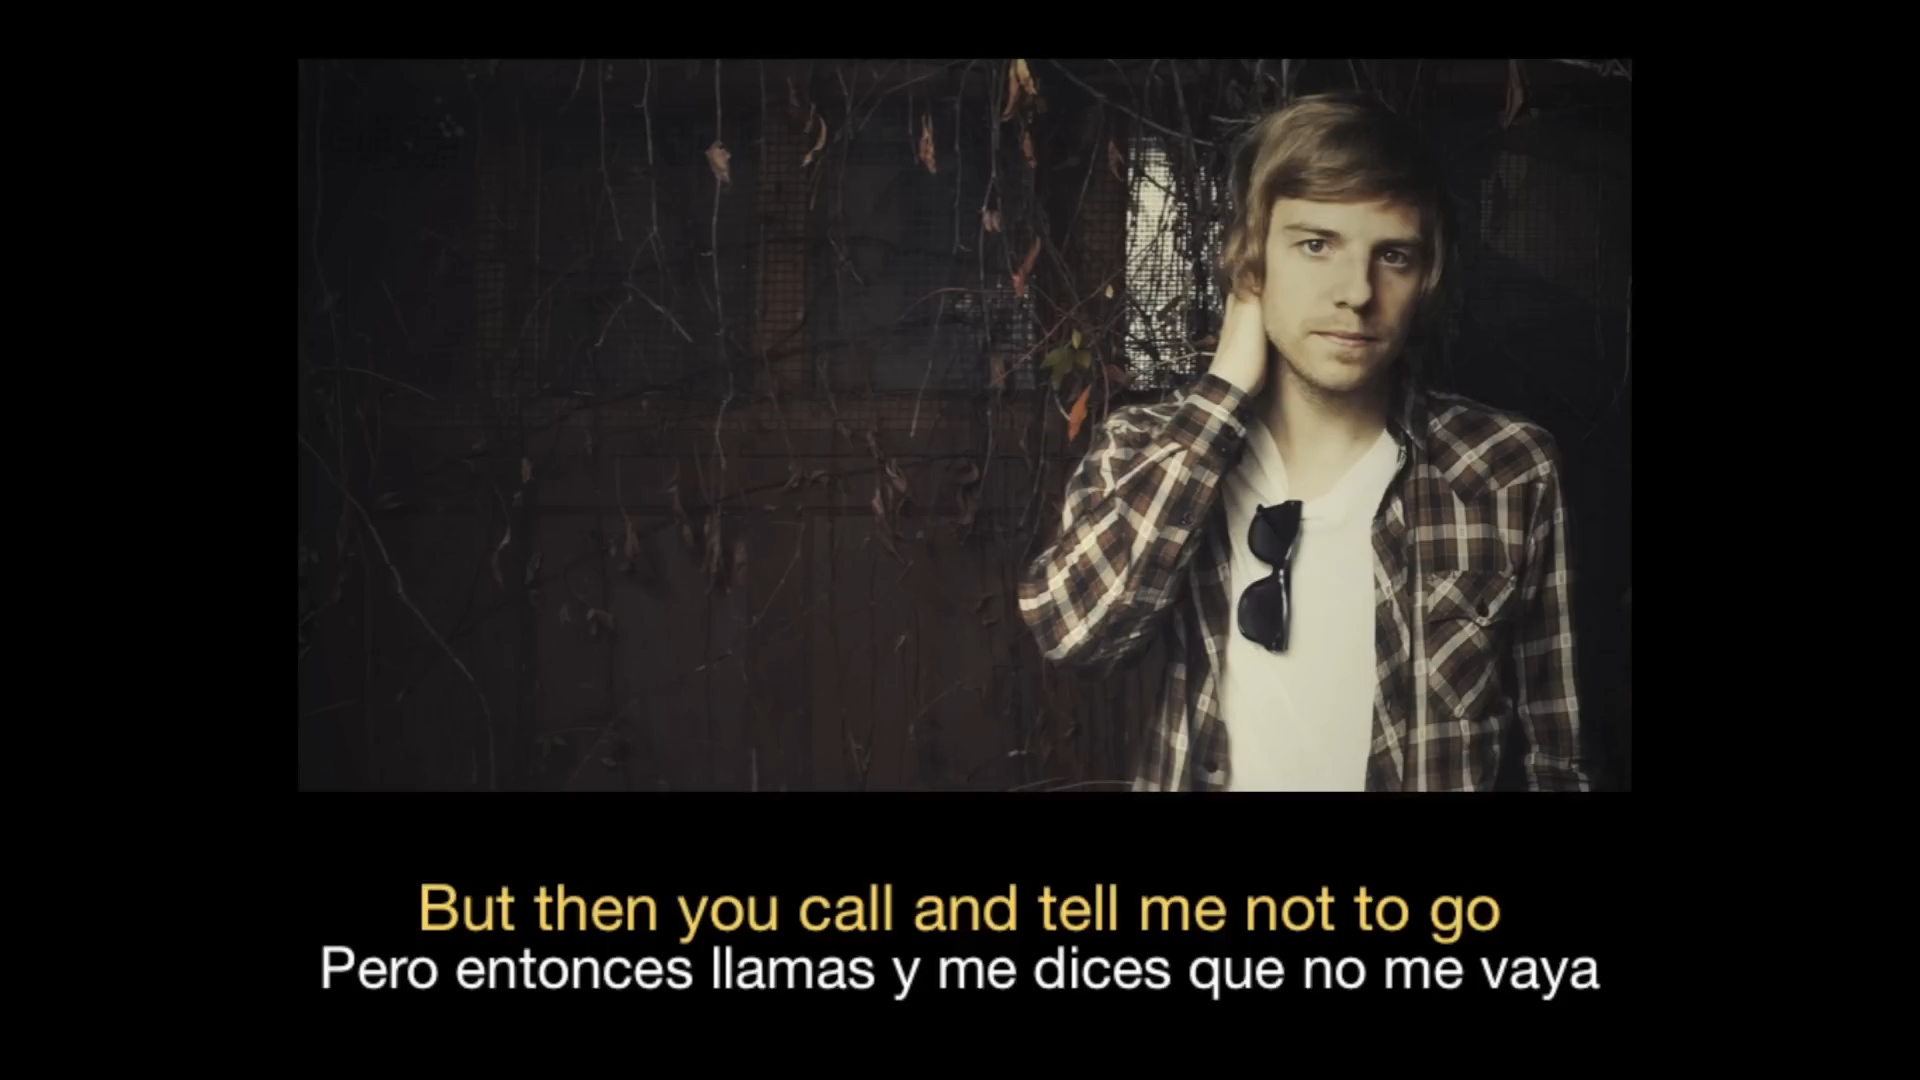 But then you call and tell me not to go
Pero entonces llamas y me dices que no me vaya